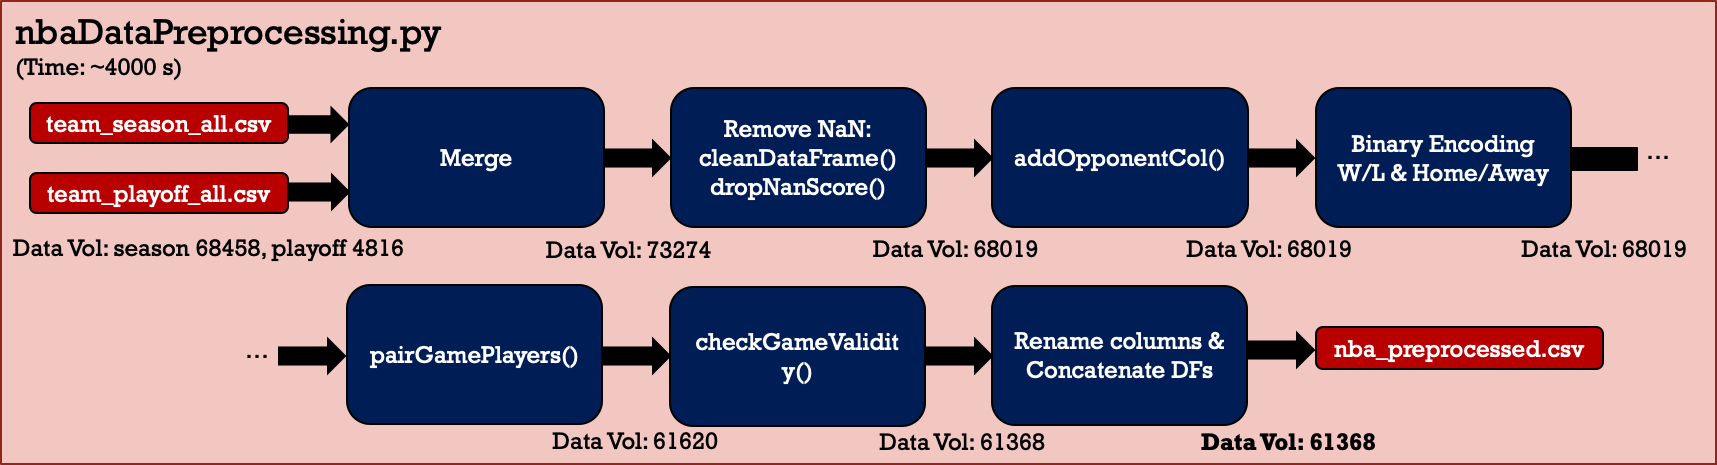 nbaDataPreprocessing.py
(Time: ~4000 s)
team_season_all.csv
team_playoff_all.csv
Merge
Remove NaN:
cleanDataFrame()
dropNanScore()
addOpponentCol()
Binary Encoding
W/L & Home/Away
...
Data Vol: season 68458, playoff 4816
Data Vol: 73274
Data Vol: 68019
Data Vol: 68019
Data Vol: 68019
...
pairGamePlayers()
checkGameValidit
y()
Rename columns &
Concatenate DFs
nba_preprocessed.csv
Data Vol: 61620
Data Vol: 61368
Data Vol: 61368